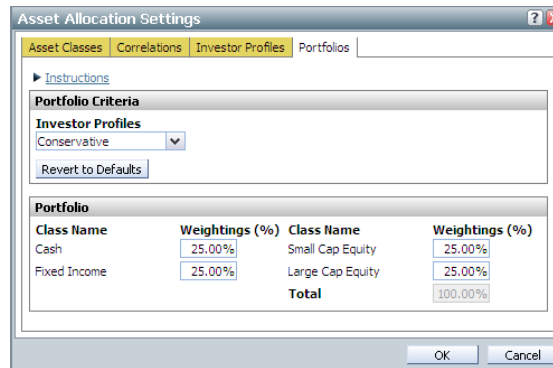 Asset Allocation Settings ?
Asset Classes Correlations Investor Profiles Portfolios
Instructions
Portfolio Criteria
Investor Profiles
Conservative
Revert to Defaults
Portfolio
Class Name Weightings (%) Class Name Weightings (%)
Cash 25.00% Small Cap Equity 25.00%
Fixed Income 25.00% Large Cap Equity 25.00%
Total 100.00%
OK Cancel